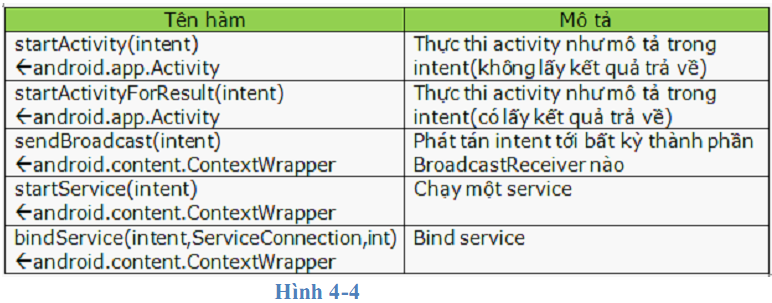 Tên hàm
Mô tả
startActivity(intent)
←android.app.Activity
Thực thi activity như mô tả trong
intent(không lấy kết quả trả về)
startActivityForResult(intent)
←android.app.Activity
Thực thi activity như mô tả trong
intent(có lấy kết quả trả về)
sendBroadcast(intent)
←android.content.ContextWrapper
Phát tán intent tới bất kỳ thành phần
BroadcastReceiver nào
startService(intent)
←android.content.ContextWrapper
Chạy một service
bindService(intent,ServiceConnection,int)
←android.content.ContextWrapper
Bind service
Hình 4-4